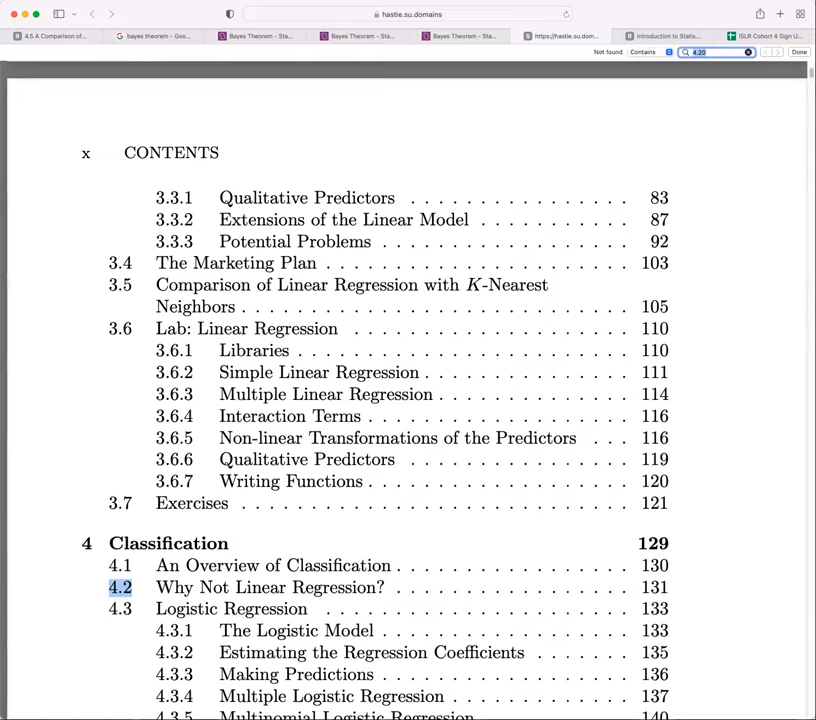 hastie.su.domains
4.5 A Comparison of...
bayes theorem - Goo...
Bayes Theorem - Sta...
Bayes Theorem - Sta...
Bayes Theorem - Sta...
https://hastie.su.dom...
Introduction to Statis...
ISLR Cohort 4 Sign U...
Not found Contains 4.20 Done
x CONTENTS
3.3.1 Qualitative Predictors . . . . . . . . . . . . . . . . 83
3.3.2 Extensions of the Linear Model . . . . . . . . . . . 87
3.3.3 Potential Problems . . . . . . . . . . . . . . . . . . 92
3.4 The Marketing Plan . . . . . . . . . . . . . . . . . . . . . 103
3.5 Comparison of Linear Regression with K-Nearest
Neighbors . . . . . . . . . . . . . . . . . . . . . . . . . . 105
3.6 Lab: Linear Regression . . . . . . . . . . . . . . . . . . . 110
3.6.1 Libraries . . . . . . . . . . . . . . . . . . . . . . . 110
3.6.2 Simple Linear Regression . . . . . . . . . . . . . . . 111
3.6.3 Multiple Linear Regression . . . . . . . . . . . . . . 114
3.6.4 Interaction Terms . . . . . . . . . . . . . . . . . . . 116
3.6.5 Non-linear Transformations of the Predictors . . . 116
3.6.6 Qualitative Predictors . . . . . . . . . . . . . . . . 119
3.6.7 Writing Functions . . . . . . . . . . . . . . . . . . . 120
3.7 Exercises . . . . . . . . . . . . . . . . . . . . . . . . . . 121
4 Classification 129
4.1 An Overview of Classification . . . . . . . . . . . . . . . . 130
4.2 Why Not Linear Regression? . . . . . . . . . . . . . . . . . 131
4.3 Logistic Regression . . . . . . . . . . . . . . . . . . . . . 133
4.3.1 The Logistic Model . . . . . . . . . . . . . . . . . . 133
4.3.2 Estimating the Regression Coefficients . . . . . . . 135
4.3.3 Making Predictions . . . . . . . . . . . . . . . . . . 136
4.3.4 Multiple Logistic Regression . . . . . . . . . . . . . 137
4.3.5 Multinomial Logistic Regression . . . . . . . . . . . 140